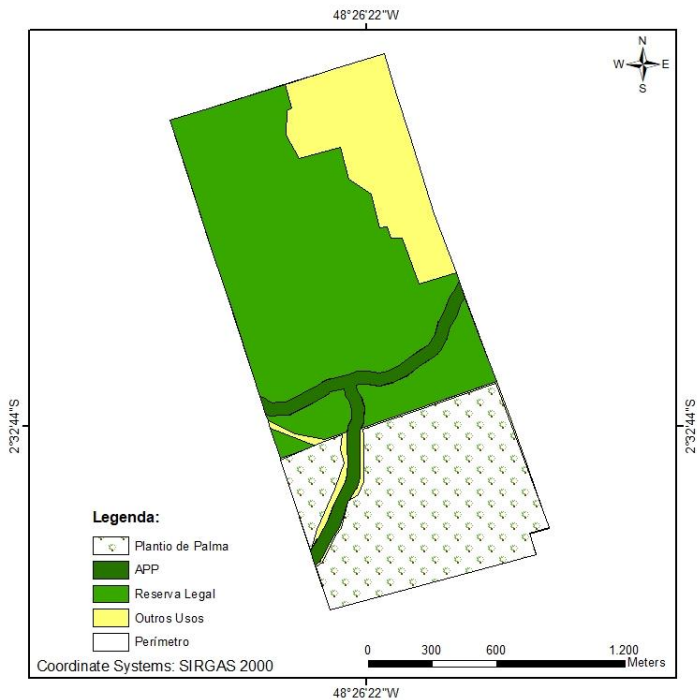 48°26'22"W
N
W E
S
2°32'44"S
2°32'44"S
Legenda:
Plantio de Palma
APP
Reserva Legal
Outros Usos
Perímetro
0 300 600 1.200
Meters
Coordinate Systems: SIRGAS 2000
48°26'22"W